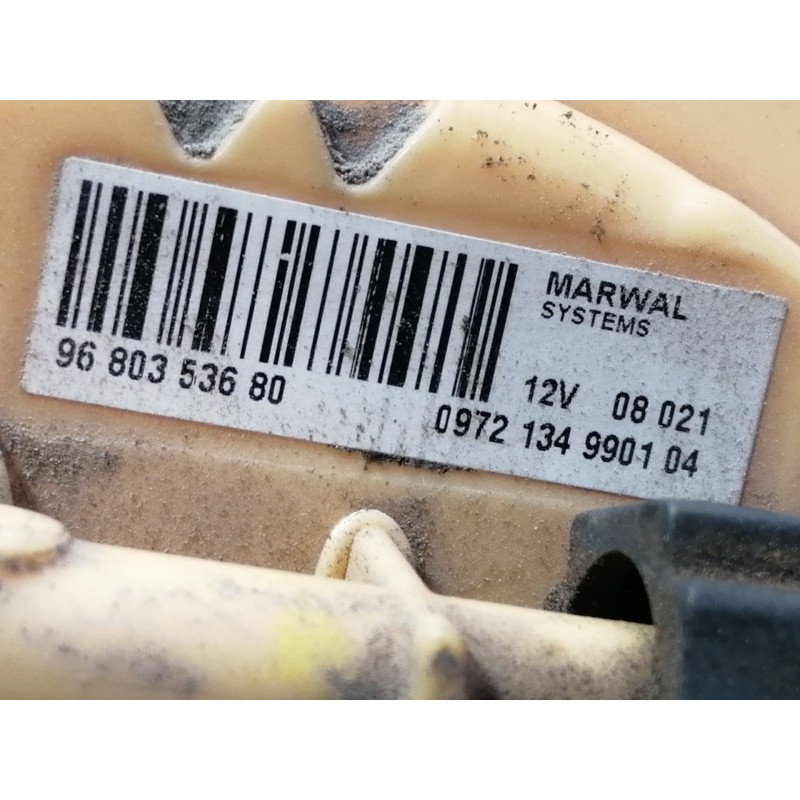 MARWAL
SYSTEMS
96 803 536 80
12V 08 021
0972 134 9901 04